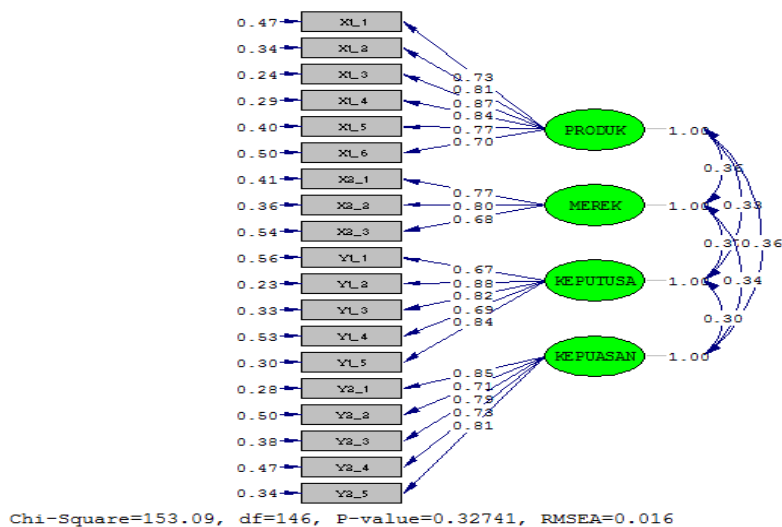 0.47 X1_1
0.34 X1_2
0.24 X1_3
0.29 X1_4
0.40 X1_5
0.50 X1_6
0.41 X2_1
0.36 X2_2
0.54 X2_3
0.56 Y1_1
0.23 Y1_2
0.33 Y1_3
0.53 Y1_4
0.30 Y1_5
0.28 Y2_1
0.50 Y2_2
0.38 Y2_3
0.47 Y2_4
0.34 Y2_5
0.73
0.81
0.87
0.84
0.77
0.70
0.77
0.80
0.68
0.67
0.88
0.82
0.69
0.84
0.85
0.71
0.79
0.73
0.81
PRODUK 1.00
MEREK 1.00
KEPUTUSA 1.00
KEPUASAN 1.00
0.36
0.33
0.37
0.36
0.34
0.30
Chi-Square=153.09, df=146, P-value=0.32741, RMSEA=0.016